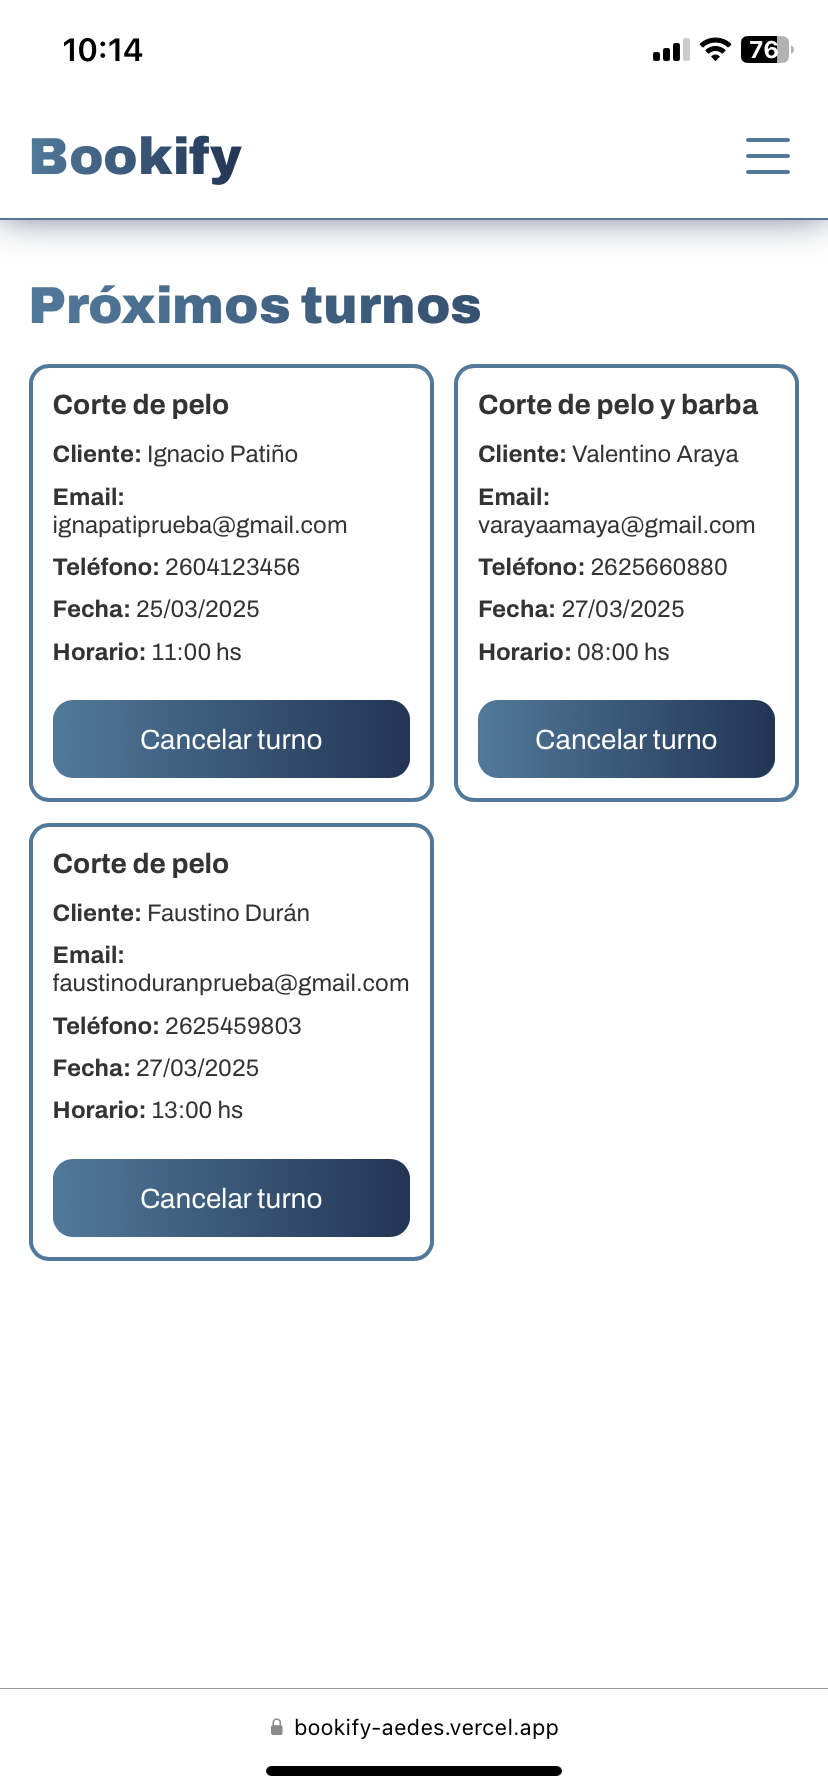 10:14
76
Bookify
Próximos turnos
Corte de pelo
Cliente: Ignacio Patiño
Email:
ignapatiprueba@gmail.com
Teléfono: 2604123456
Fecha: 25/03/2025
Horario: 11:00 hs
Cancelar turno
Corte de pelo y barba
Cliente: Valentino Araya
Email:
varayaamaya@gmail.com
Teléfono: 2625660880
Fecha: 27/03/2025
Horario: 08:00 hs
Cancelar turno
Corte de pelo
Cliente: Faustino Durán
Email:
faustinoduranprueba@gmail.com
Teléfono: 2625459803
Fecha: 27/03/2025
Horario: 13:00 hs
Cancelar turno
bookify-aedes.vercel.app